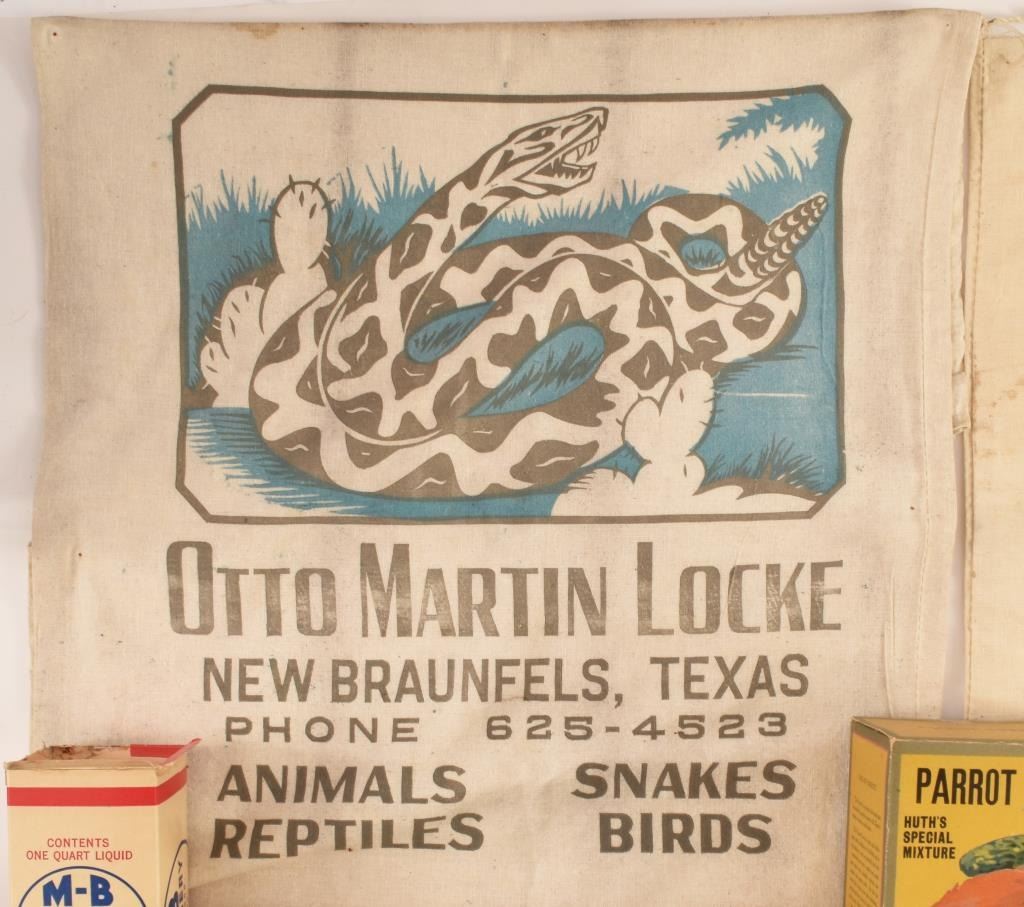 OTTO MARTIN LOCKE
NEW BRAUNFELS, TEXAS
PHONE 625-4523
ANIMALS SNAKES
REPTILES BIRDS
CONTENTS
ONE QUART LIQUID
M-B
PARROT
HUTH'S
SPECIAL
MIXTURE